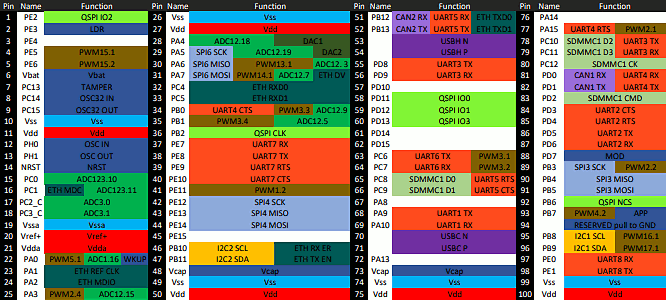 Pin Name Function Pin Name Function Pin Name Function Pin Name Function
1 PE2 QSPI IO2 26 Vss Vss 51 PB12 CAN2 RX UART5 RX ETH TXD0 76 PA14
2 PE3 LDR 27 Vdd Vdd 52 PB13 CAN2 TX UART5 TX ETH TXD1 77 PA15 UART4 RTS PWM2.1
3 PE4 28 PA4 ADC12.18 DAC1 53 USBH N 78 PC10 SDMMC1 D2 UART3 TX
4 PE5 PWM15.1 29 PA5 SPI6 SCK ADC12.19 DAC2 54 USBH P 79 PC11 SDMMC1 D3 UART3 RX
5 PE6 PWM15.2 30 PA6 SPI6 MISO PWM13.1 ADC12.3 55 PD8 UART3 TX 80 PC12 SDMMC1 CK
6 Vbat Vbat 31 PA7 SPI6 MOSI PWM14.1 ADC12.7 ETH DV 56 PD9 UART3 RX 81 PD0 CAN1 RX UART4 RX
7 PC13 TAMPER 32 PC4 ETH RXD0 57 PD10 82 PD1 CAN1 TX UART4 TX
8 PC14 OSC32 IN 33 PC5 ETH RXD1 58 PD11 QSPI IO0 83 PD2 SDMMC1 CMD
9 PC15 OSC32 OUT 34 PB0 UART4 CTS PWM3.3 ADC12.9 59 PD12 QSPI IO1 84 PD3 UART2 CTS
10 Vss Vss 35 PB1 PWM3.4 ADC12.5 60 PD13 QSPI IO3 85 PD4 UART2 RTS
11 Vdd Vdd 36 PB2 QSPI CLK 61 PD14 86 PD5 UART2 TX
12 PH0 OSC IN 37 PE7 UART7 RX 62 PD15 87 PD6 UART2 RX
13 PH1 OSC OUT 38 PE8 UART7 TX 63 PC6 UART6 TX PWM3.1 88 PD7 MOD
14 NRST NRST 39 PE9 UART7 RTS 64 PC7 UART6 RX PWM3.2 89 PB3 SPI3 SCK PWM2.2
15 PC0 ADC123.10 40 PE10 UART7 CTS 65 PC8 SDMMC1 D0 UART5 RTS 90 PB4 SPI3 MISO
16 PC1 ETH MDC ADC123.11 41 PE11 PWM1.2 66 PC9 SDMMC1 D1 UART5 CTS 91 PB5 SPI3 MOSI
17 PC2_C ADC3.0 42 PE12 SPI4 SCK 67 PA8 92 PB6 QSPI NCS
18 PC3_C ADC3.1 43 PE13 SPI4 MISO 68 PA9 UART1 TX 93 PB7 PWM4.2 APP
19 Vssa Vssa 44 PE14 SPI4 MOSI 69 PA10 UART1 RX 94 RESERVED pull to GND
20 Vref+ Vref+ 45 PE15 70 USBC N 95 PB8 I2C1 SCL PWM16.1
21 Vdda Vdda 46 PB10 I2C2 SCL ETH RX ER 71 USBC P 96 PB9 I2C1 SDA PWM17.1
22 PA0 PWM5.1 ADC1.16 WKUP 47 PB11 I2C2 SDA ETH TX EN 72 PA13 97 PE0 UART8 RX
23 PA1 ETH REF CLK 48 Vcap Vcap 73 Vcap Vcap 98 PE1 UART8 TX
24 PA2 ETH MDIO 49 Vss Vss 74 Vss Vss 99 Vss Vss
25 PA3 PWM2.4 ADC12.15 50 Vdd Vdd 75 Vdd Vdd 100 Vdd Vdd